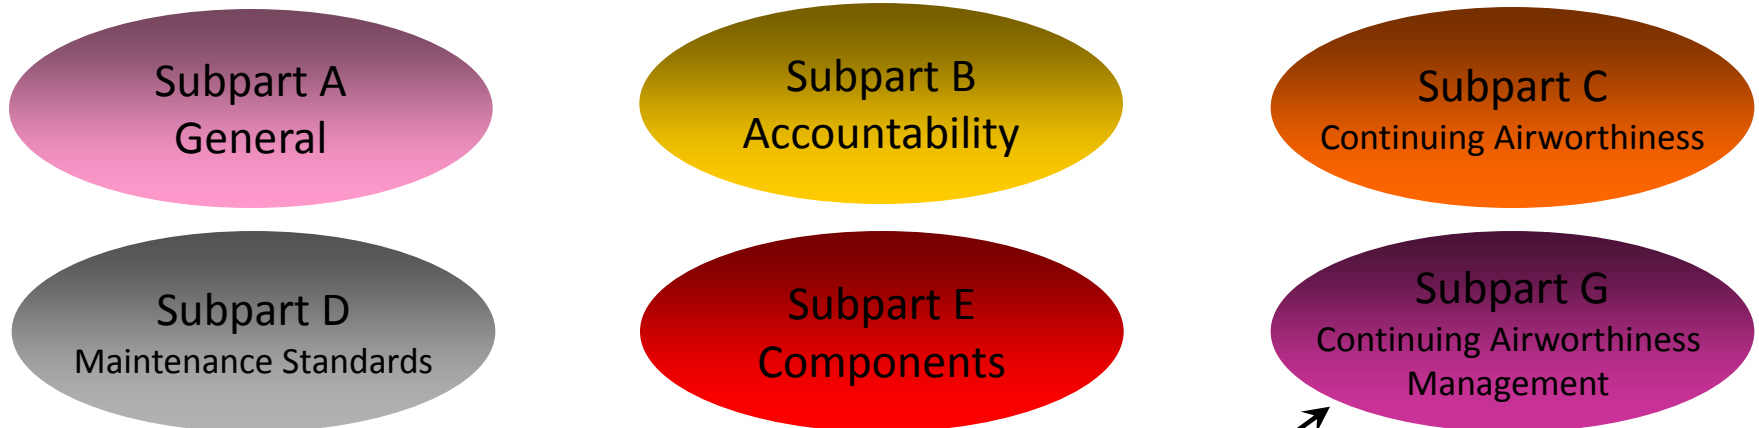 Subpart A
General
Subpart B
Accountability
Subpart C
Continuing Airworthiness
Subpart D
Maintenance Standards
Subpart E
Components
Subpart G
Continuing Airworthiness
Management